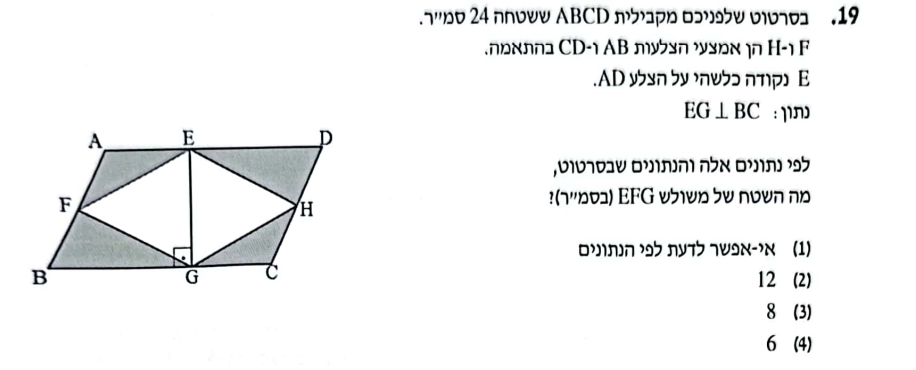 19. בסרטוט שלפניכם מקבילית ABCD ששטחה 24 סמ"ר.
F ו-H הן אמצעי הצלעות AB ו-CD בהתאמה.
E נקודה כלשהי על הצלע AD.
נתון: EG ⊥ BC
לפי נתונים אלה והנתונים שבסרטוט,
מה השטח של משולש EFG (בסמ"ר)?
(1) אי-אפשר לדעת לפי הנתונים
(2) 12
(3) 8
(4) 6
A E D
F H
B G C